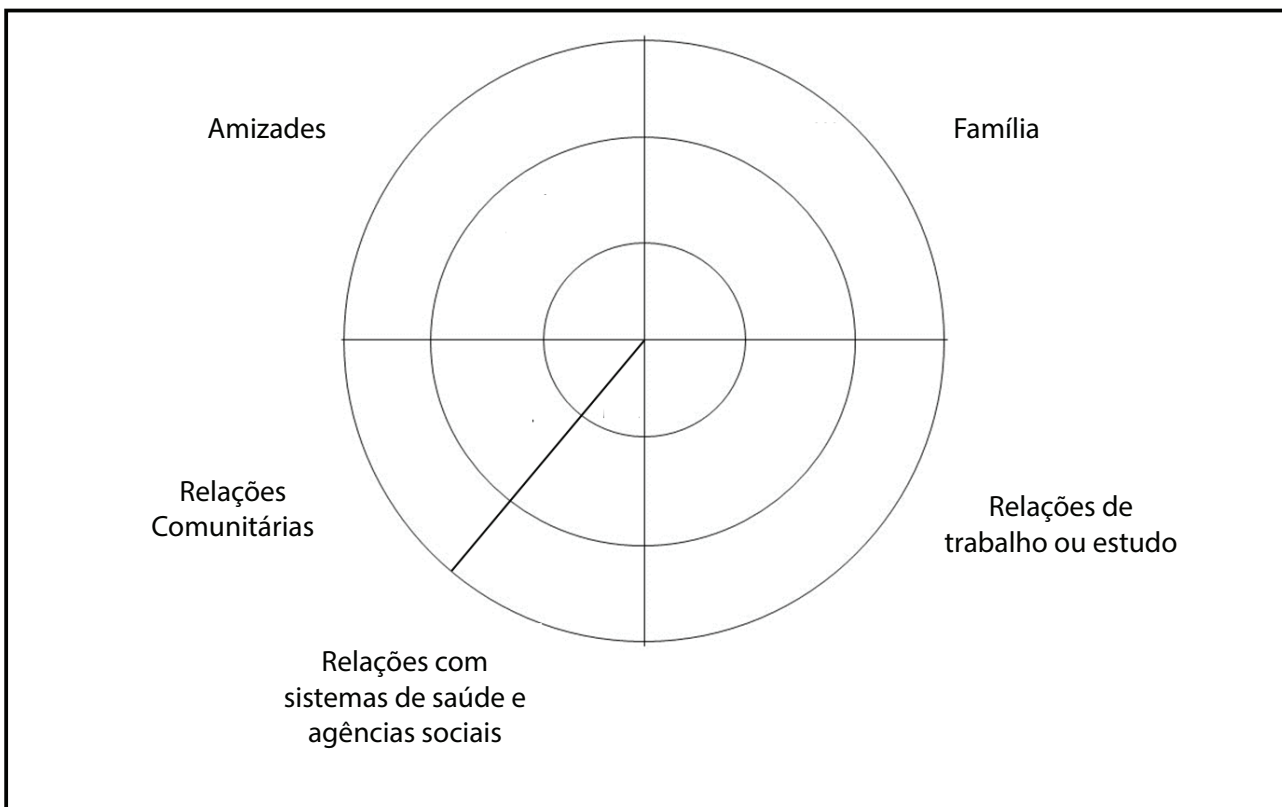 Amizades
Família
Relações
Comunitárias
Relações de
trabalho ou estudo
Relações com
sistemas de saúde e
agências sociais